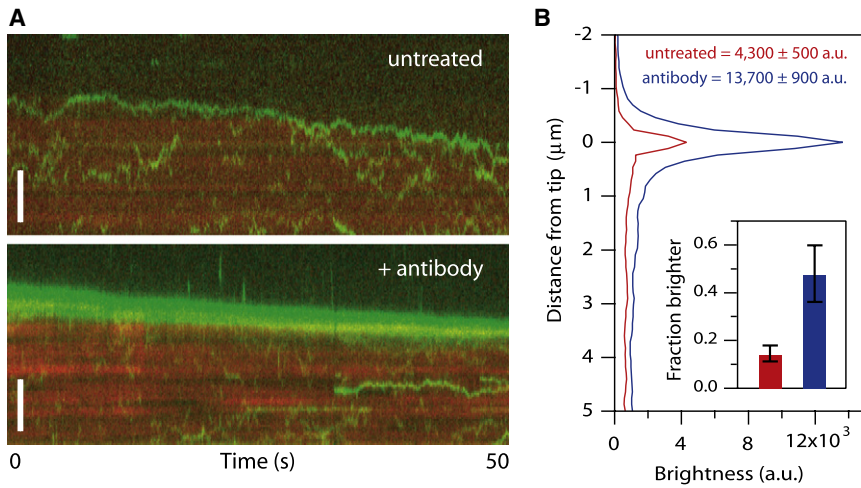 A
untreated
+ antibody
0 Time (s) 50
B
untreated = 4,300 ± 500 a.u.
antibody = 13,700 ± 900 a.u.
Distance from tip (μm)
-2
-1
0
1
2
3
4
5
Fraction brighter
0.6
0.4
0.2
0.0
0 4 12x10³
Brightness (a.u.)